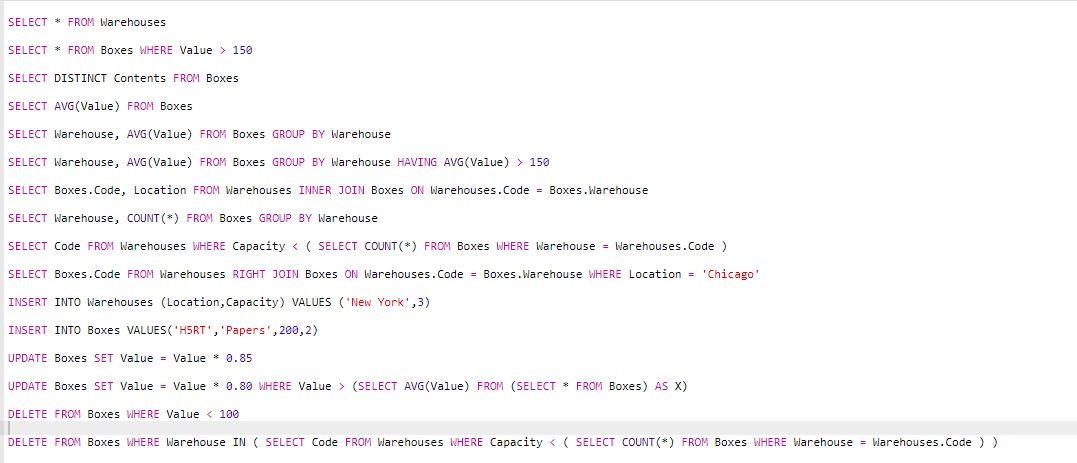 SELECT * FROM Warehouses
SELECT * FROM Boxes WHERE Value > 150
SELECT DISTINCT Contents FROM Boxes
SELECT AVG(Value) FROM Boxes
SELECT Warehouse, AVG(Value) FROM Boxes GROUP BY Warehouse
SELECT Warehouse, AVG(Value) FROM Boxes GROUP BY Warehouse HAVING AVG(Value) > 150
SELECT Boxes.Code, Location FROM Warehouses INNER JOIN Boxes ON Warehouses.Code = Boxes.Warehouse
SELECT Warehouse, COUNT(*) FROM Boxes GROUP BY Warehouse
SELECT Code FROM Warehouses WHERE Capacity < ( SELECT COUNT(*) FROM Boxes WHERE Warehouse = Warehouses.Code )
SELECT Boxes.Code FROM Warehouses RIGHT JOIN Boxes ON Warehouses.Code = Boxes.Warehouse WHERE Location = 'Chicago'
INSERT INTO Warehouses (Location,Capacity) VALUES ('New York',3)
INSERT INTO Boxes VALUES('H5RT','Papers',200,2)
UPDATE Boxes SET Value = Value * 0.85
UPDATE Boxes SET Value = Value * 0.80 WHERE Value > (SELECT AVG(Value) FROM (SELECT * FROM Boxes) AS X)
DELETE FROM Boxes WHERE Value < 100
DELETE FROM Boxes WHERE Warehouse IN ( SELECT Code FROM Warehouses WHERE Capacity < ( SELECT COUNT(*) FROM Boxes WHERE Warehouse = Warehouses.Code ) )